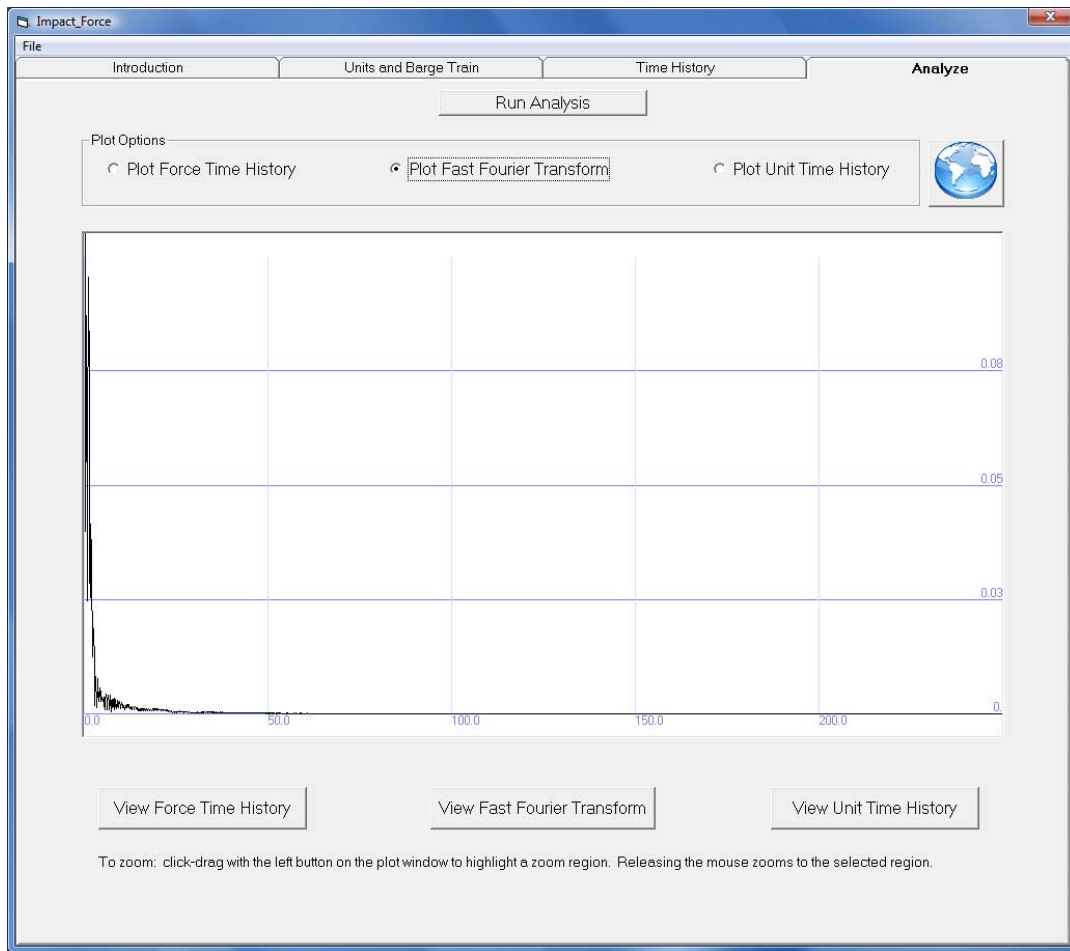 Impact_Force
File
Introduction Units and Barge Train Time History Analyze
Run Analysis
Plot Options
Plot Force Time History Plot Fast Fourier Transform Plot Unit Time History
0.08
0.05
0.03
0.
0.0 50.0 100.0 150.0 200.0
View Force Time History View Fast Fourier Transform View Unit Time History
To zoom: click-drag with the left button on the plot window to highlight a zoom region. Releasing the mouse zooms to the selected region.